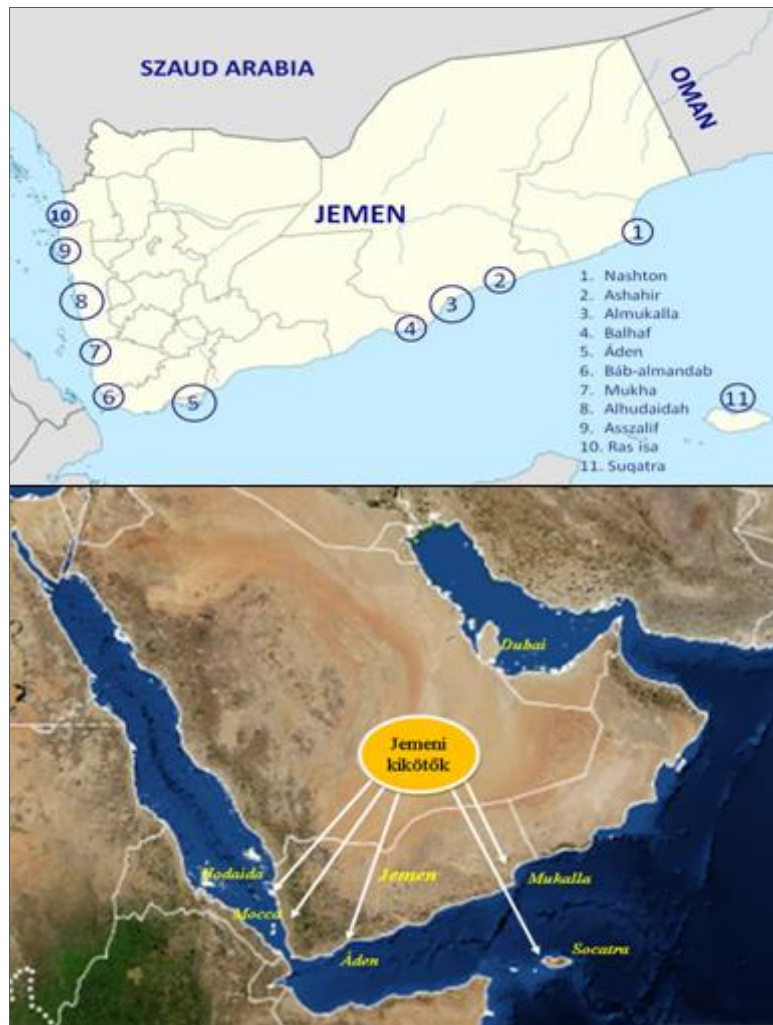 SZAUD ARABIA
OMAN
JEMEN
10
9
8
7
6
5
4
3
2
1
11
1. Nashton
2. Ashahir
3. Almukalla
4. Balhaf
5. Áden
6. Báb-almandab
7. Mukha
8. Alhudaidah
9. Asszalif
10. Ras isa
11. Suqatra
Dubai
Jemeni
kikötők
Hodaida
Jemen
Mukalla
Mocca
Áden
Socatra